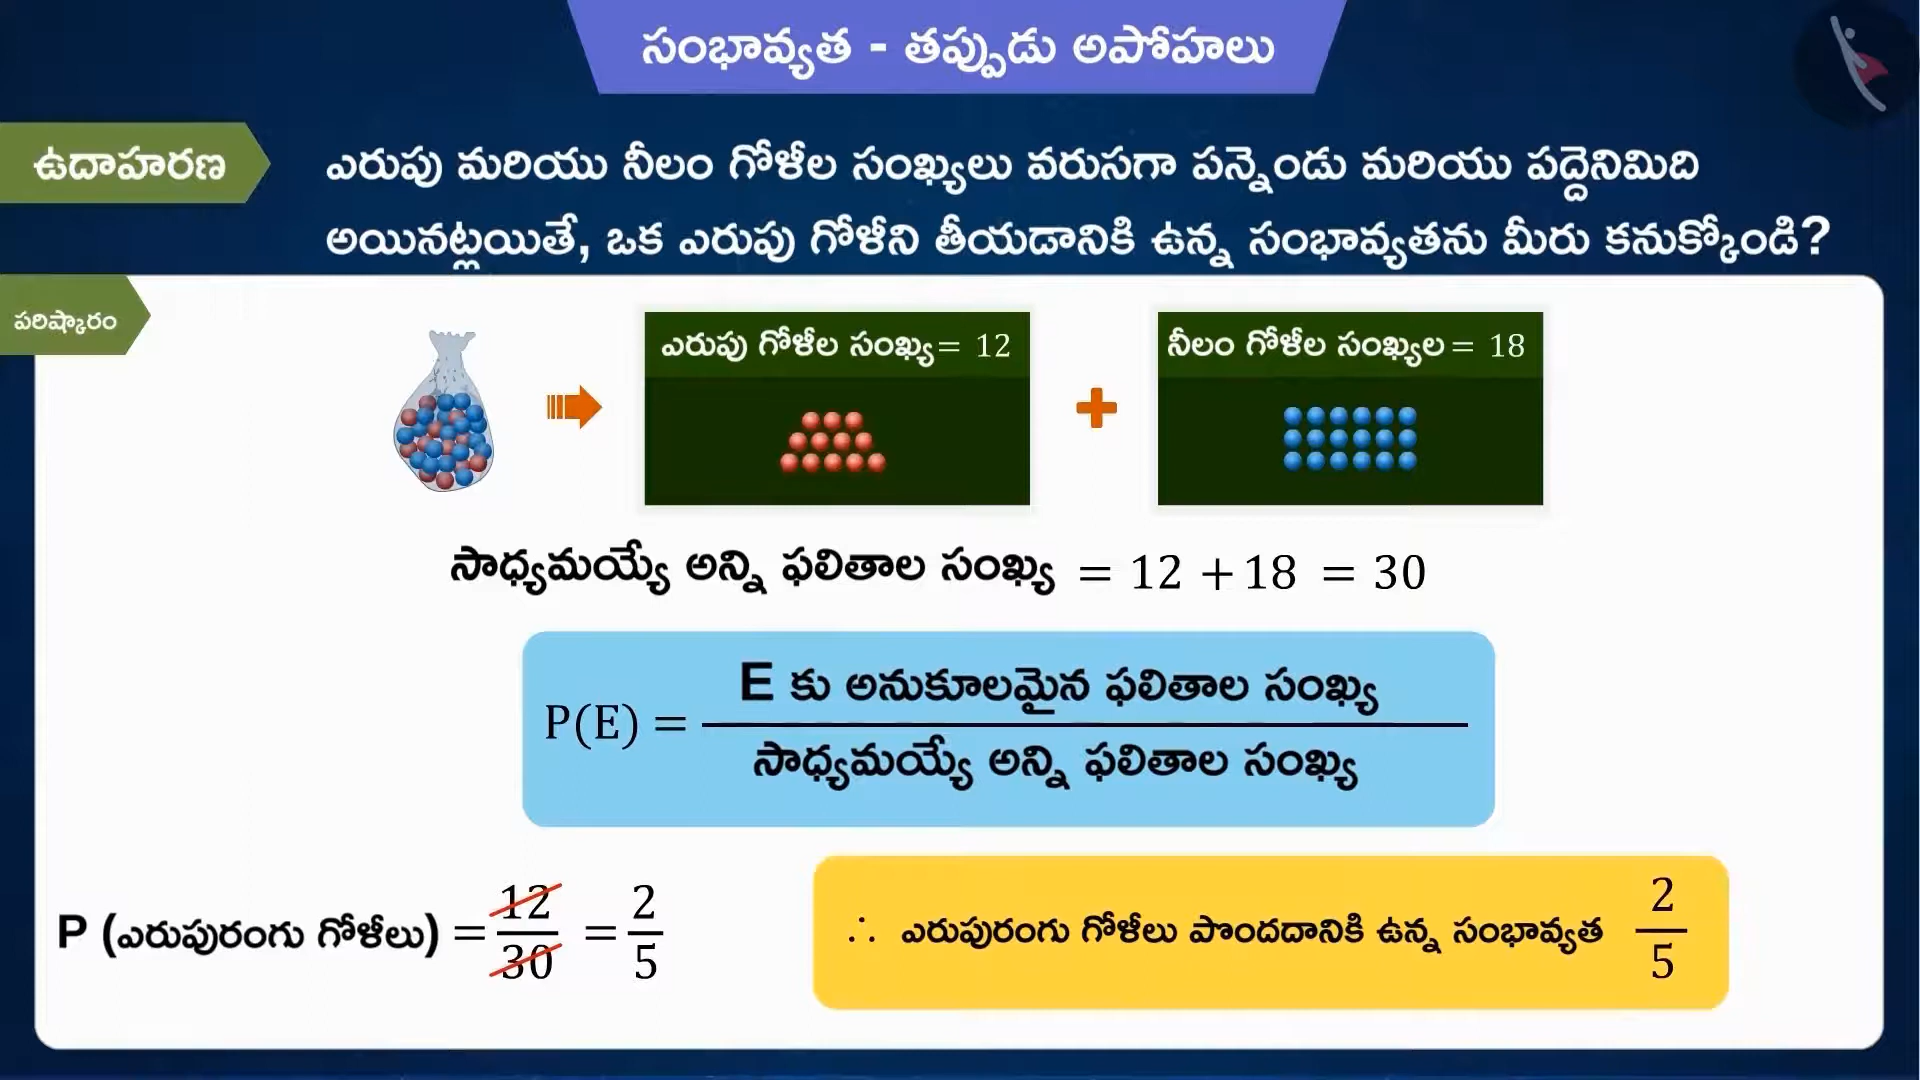 సంభావ్యత - తప్పుడు అపోహలు
ఉదాహరణ
ఎరుపు మరియు నీలం గోళీల సంఖ్యలు వరుసగా పన్నెండు మరియు పద్దెనిమిది
అయినట్లయితే, ఒక ఎరుపు గోళీని తీయడానికి ఉన్న సంభావ్యతను మీరు కనుక్కోండి?
పరిష్కారం
ఎరుపు గోళీల సంఖ్య= 12
నీలం గోళీల సంఖ్యల = 18
సాధ్యమయ్యే అన్ని ఫలితాల సంఖ్య = 12 +18 = 30
P(E) = E కు అనుకూలమైన ఫలితాల సంఖ్య / సాధ్యమయ్యే అన్ని ఫలితాల సంఖ్య
P (ఎరుపురంగు గోళీలు) = 12/30 = 2/5
∴ ఎరుపురంగు గోళీలు పొందదానికి ఉన్న సంభావ్యత 2/5